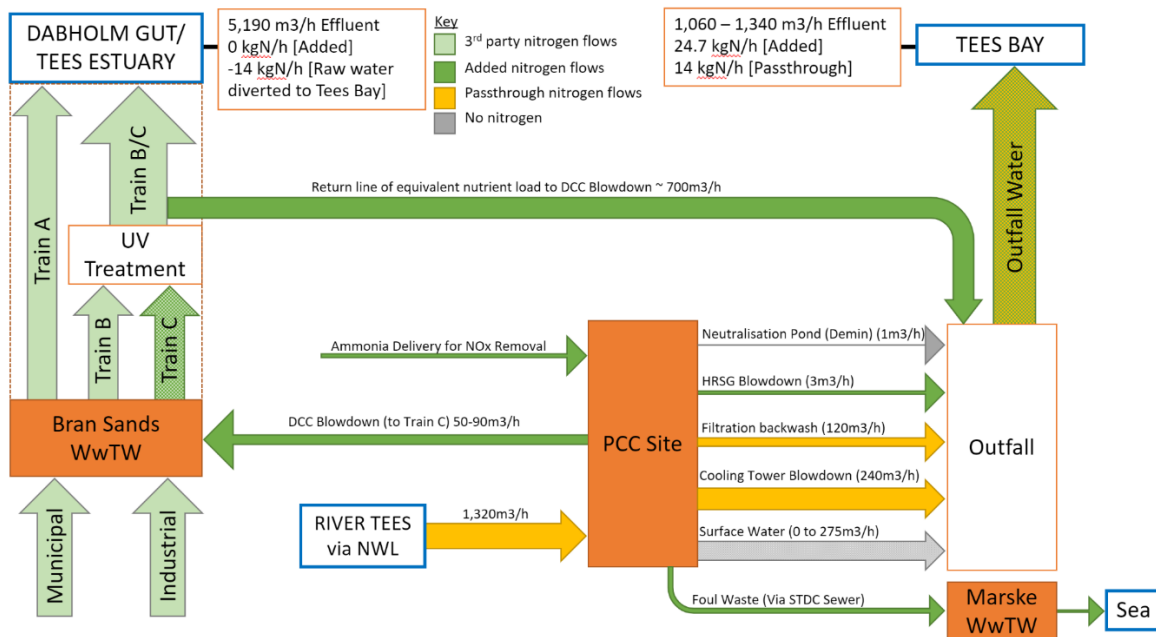 DABHOLM GUT/
TEES ESTUARY
5,190 m3/h Effluent
0 kgN/h [Added]
-14 kgN/h [Raw water
diverted to Tees Bay]
Key
3rd party nitrogen flows
Added nitrogen flows
Passthrough nitrogen flows
No nitrogen
1,060 – 1,340 m3/h Effluent
24.7 kgN/h [Added]
14 kgN/h [Passthrough]
TEES BAY
Train A
Train B/C
Return line of equivalent nutrient load to DCC Blowdown ~ 700m3/h
Outfall Water
UV
Treatment
Train B
Train C
Ammonia Delivery for NOx Removal
Neutralisation Pond (Demin) (1m3/h)
HRSG Blowdown (3m3/h)
Bran Sands
WwTW
DCC Blowdown (to Train C) 50-90m3/h
PCC Site
Filtration backwash (120m3/h)
Outfall
Cooling Tower Blowdown (240m3/h)
Municipal
Industrial
RIVER TEES
via NWL
1,320m3/h
Surface Water (0 to 275m3/h)
Foul Waste (Via STDC Sewer)
Marske
WwTW
Sea